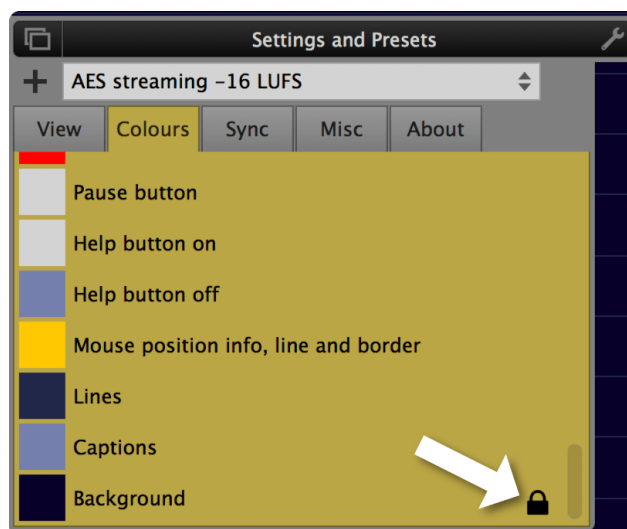 Settings and Presets
AES streaming –16 LUFS
View Colours Sync Misc About
Pause button
Help button on
Help button off
Mouse position info, line and border
Lines
Captions
Background